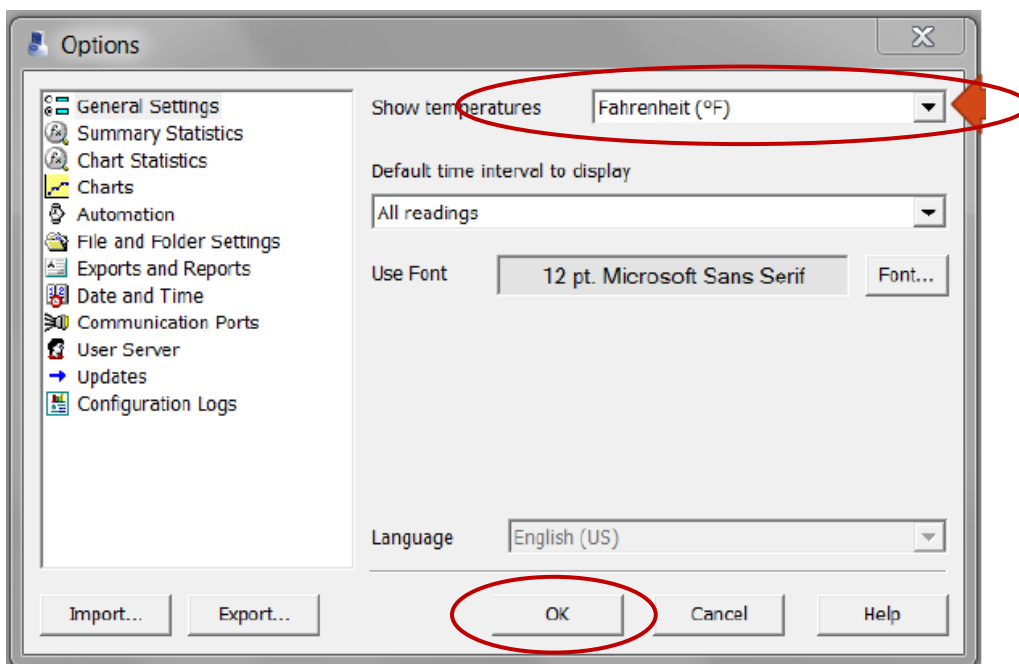 Options
General Settings
Summary Statistics
Chart Statistics
Charts
Automation
File and Folder Settings
Exports and Reports
Date and Time
Communication Ports
User Server
Updates
Configuration Logs
Show temperatures Fahrenheit (ºF)
Default time interval to display
All readings
Use Font 12 pt. Microsoft Sans Serif Font...
Language English (US)
Import... Export... OK Cancel Help